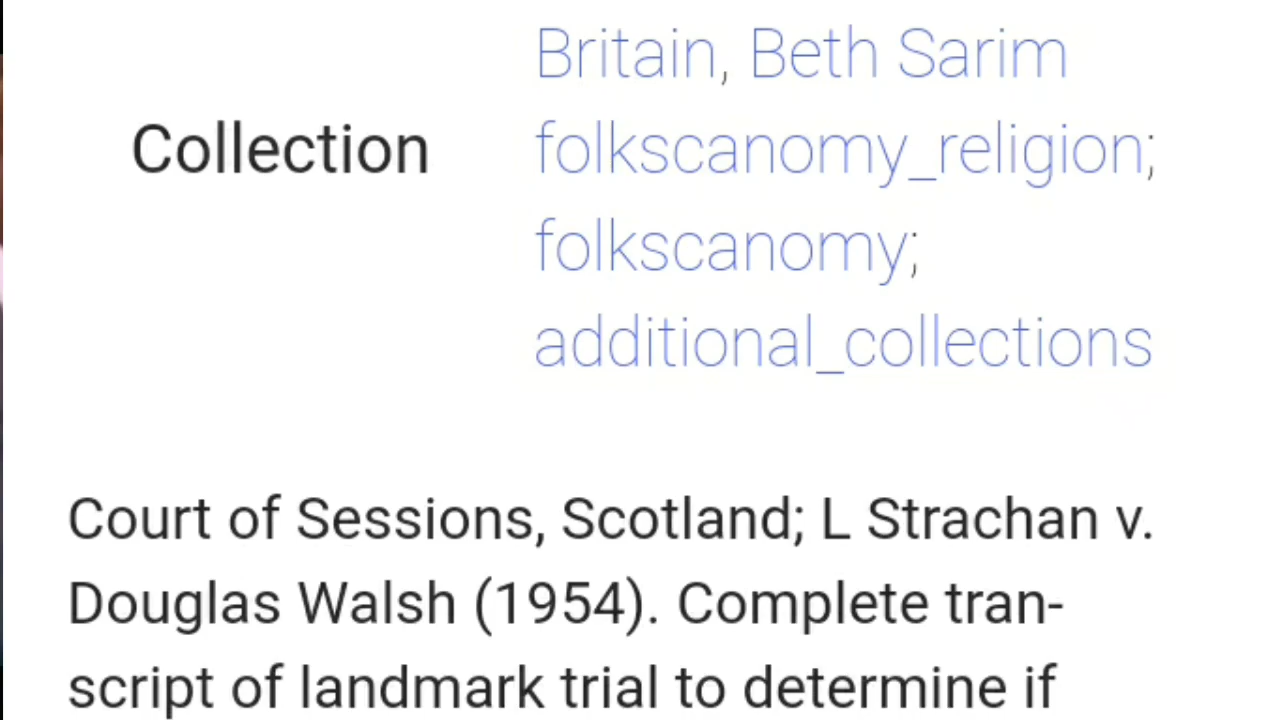 Britain, Beth Sarim
Collection folkscanomy_religion;
folkscanomy;
additional_collections
Court of Sessions, Scotland; L Strachan v.
Douglas Walsh (1954). Complete tran-
script of landmark trial to determine if